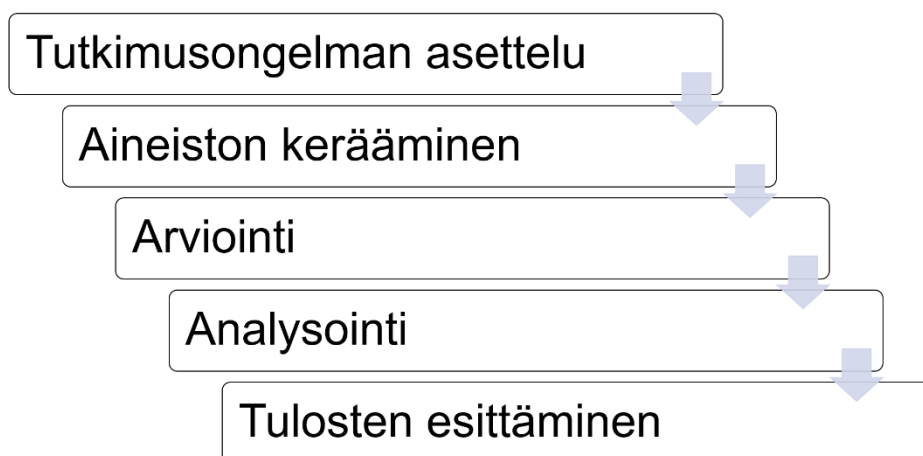 Tutkimusongelman asettelu
Aineiston kerääminen
Arviointi
Analysointi
Tulosten esittäminen